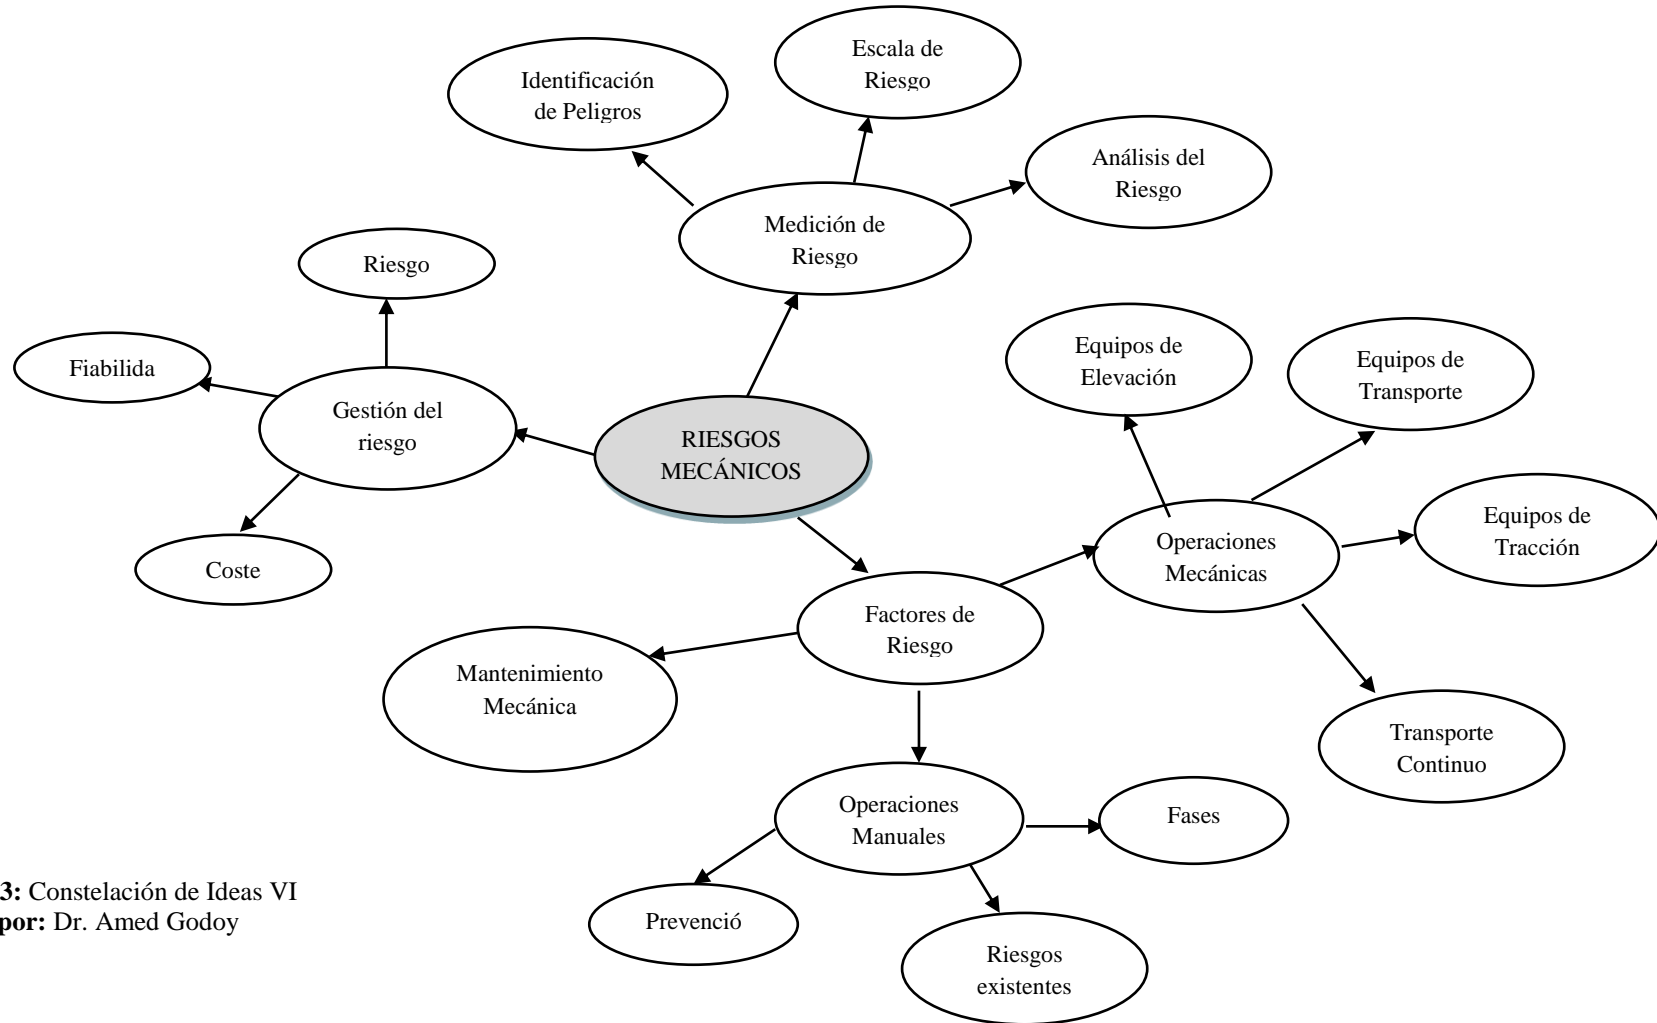 Escala de
Riesgo
Identificación
de Peligros
Análisis del
Riesgo
Medición de
Riesgo
Riesgo
Fiabilida
Gestión del
riesgo
Coste
RIESGOS
MECÁNICOS
Equipos de
Elevación
Equipos de
Transporte
Equipos de
Tracción
Operaciones
Mecánicas
Transporte
Continuo
Factores de
Riesgo
Mantenimiento
Mecánica
Operaciones
Manuales
Fases
Prevenció
Riesgos
existentes
3: Constelación de Ideas VI
por: Dr. Amed Godoy